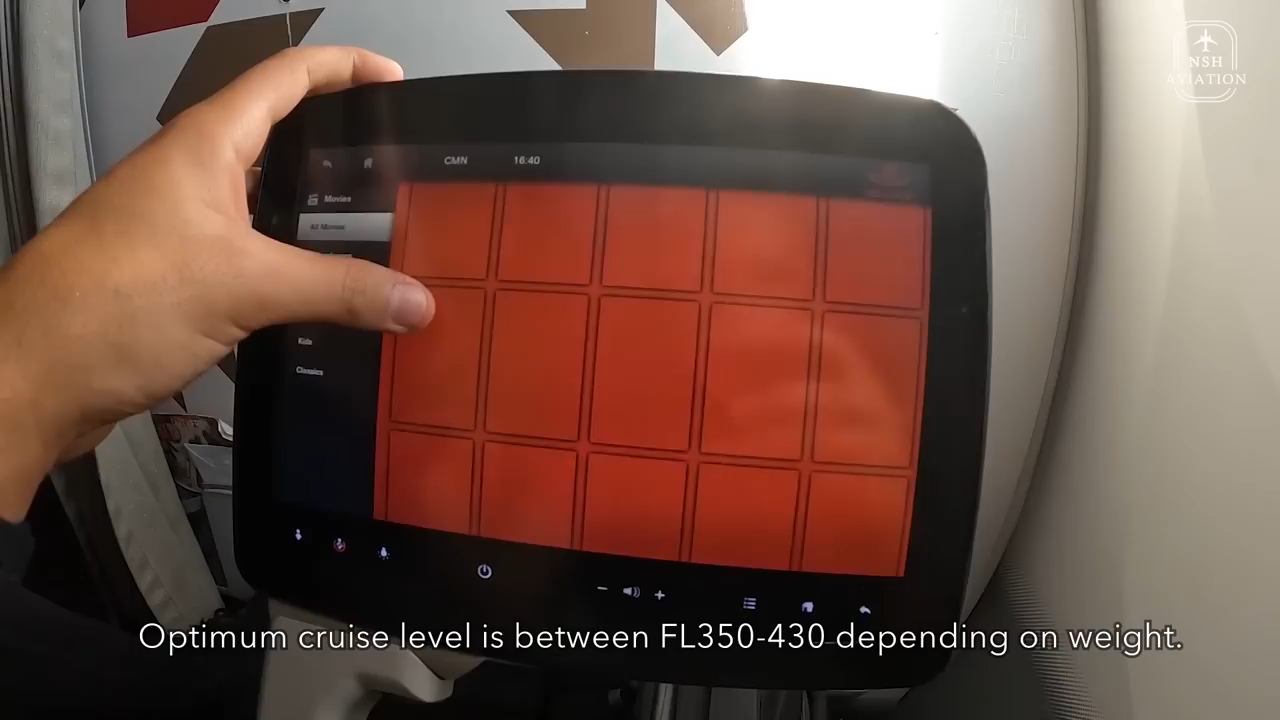 NSH
AVIATION
CMN 16:40
Movies
All Movies
Kids
Classics
Optimum cruise level is between FL350-430 depending on weight.